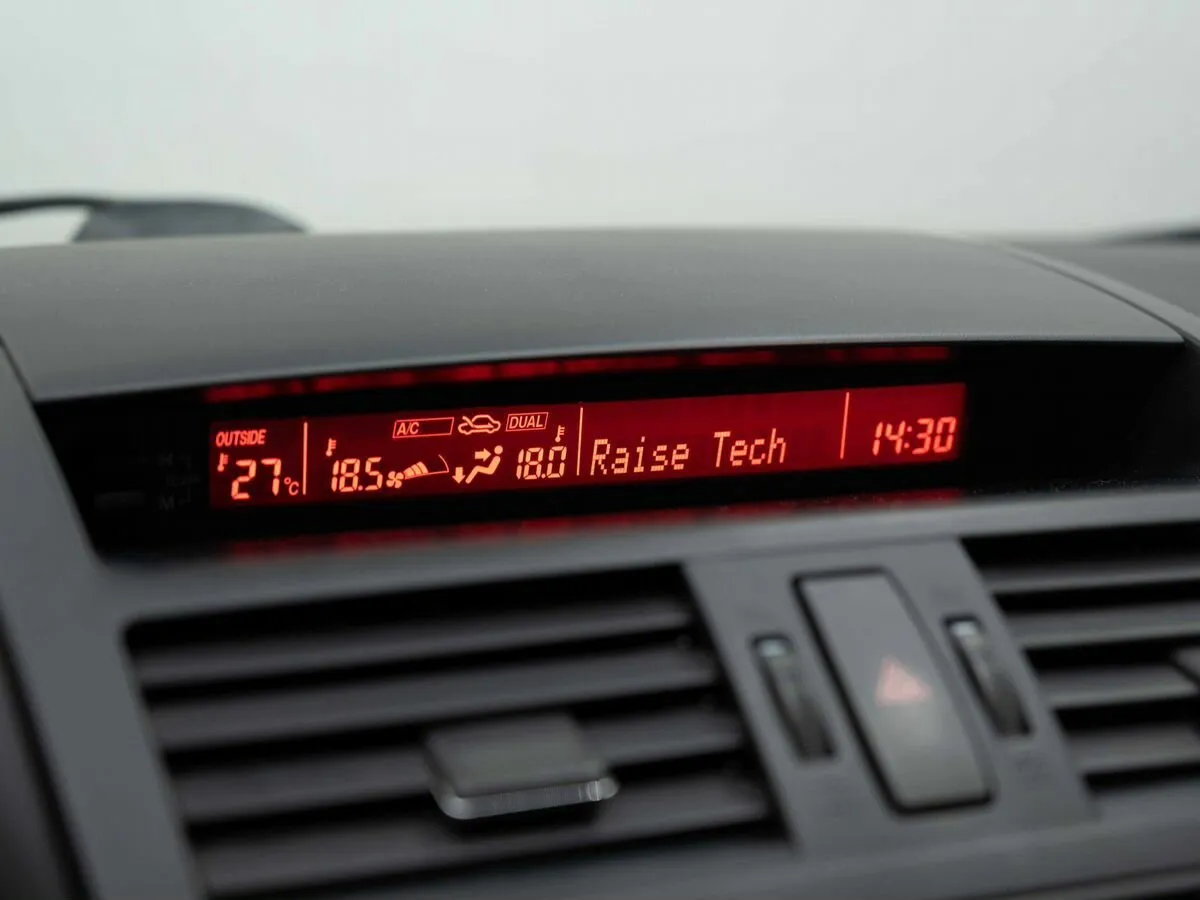 OUTSIDE
27°C
A/C DUAL
18.5 18.0
Raise Tech
14:30